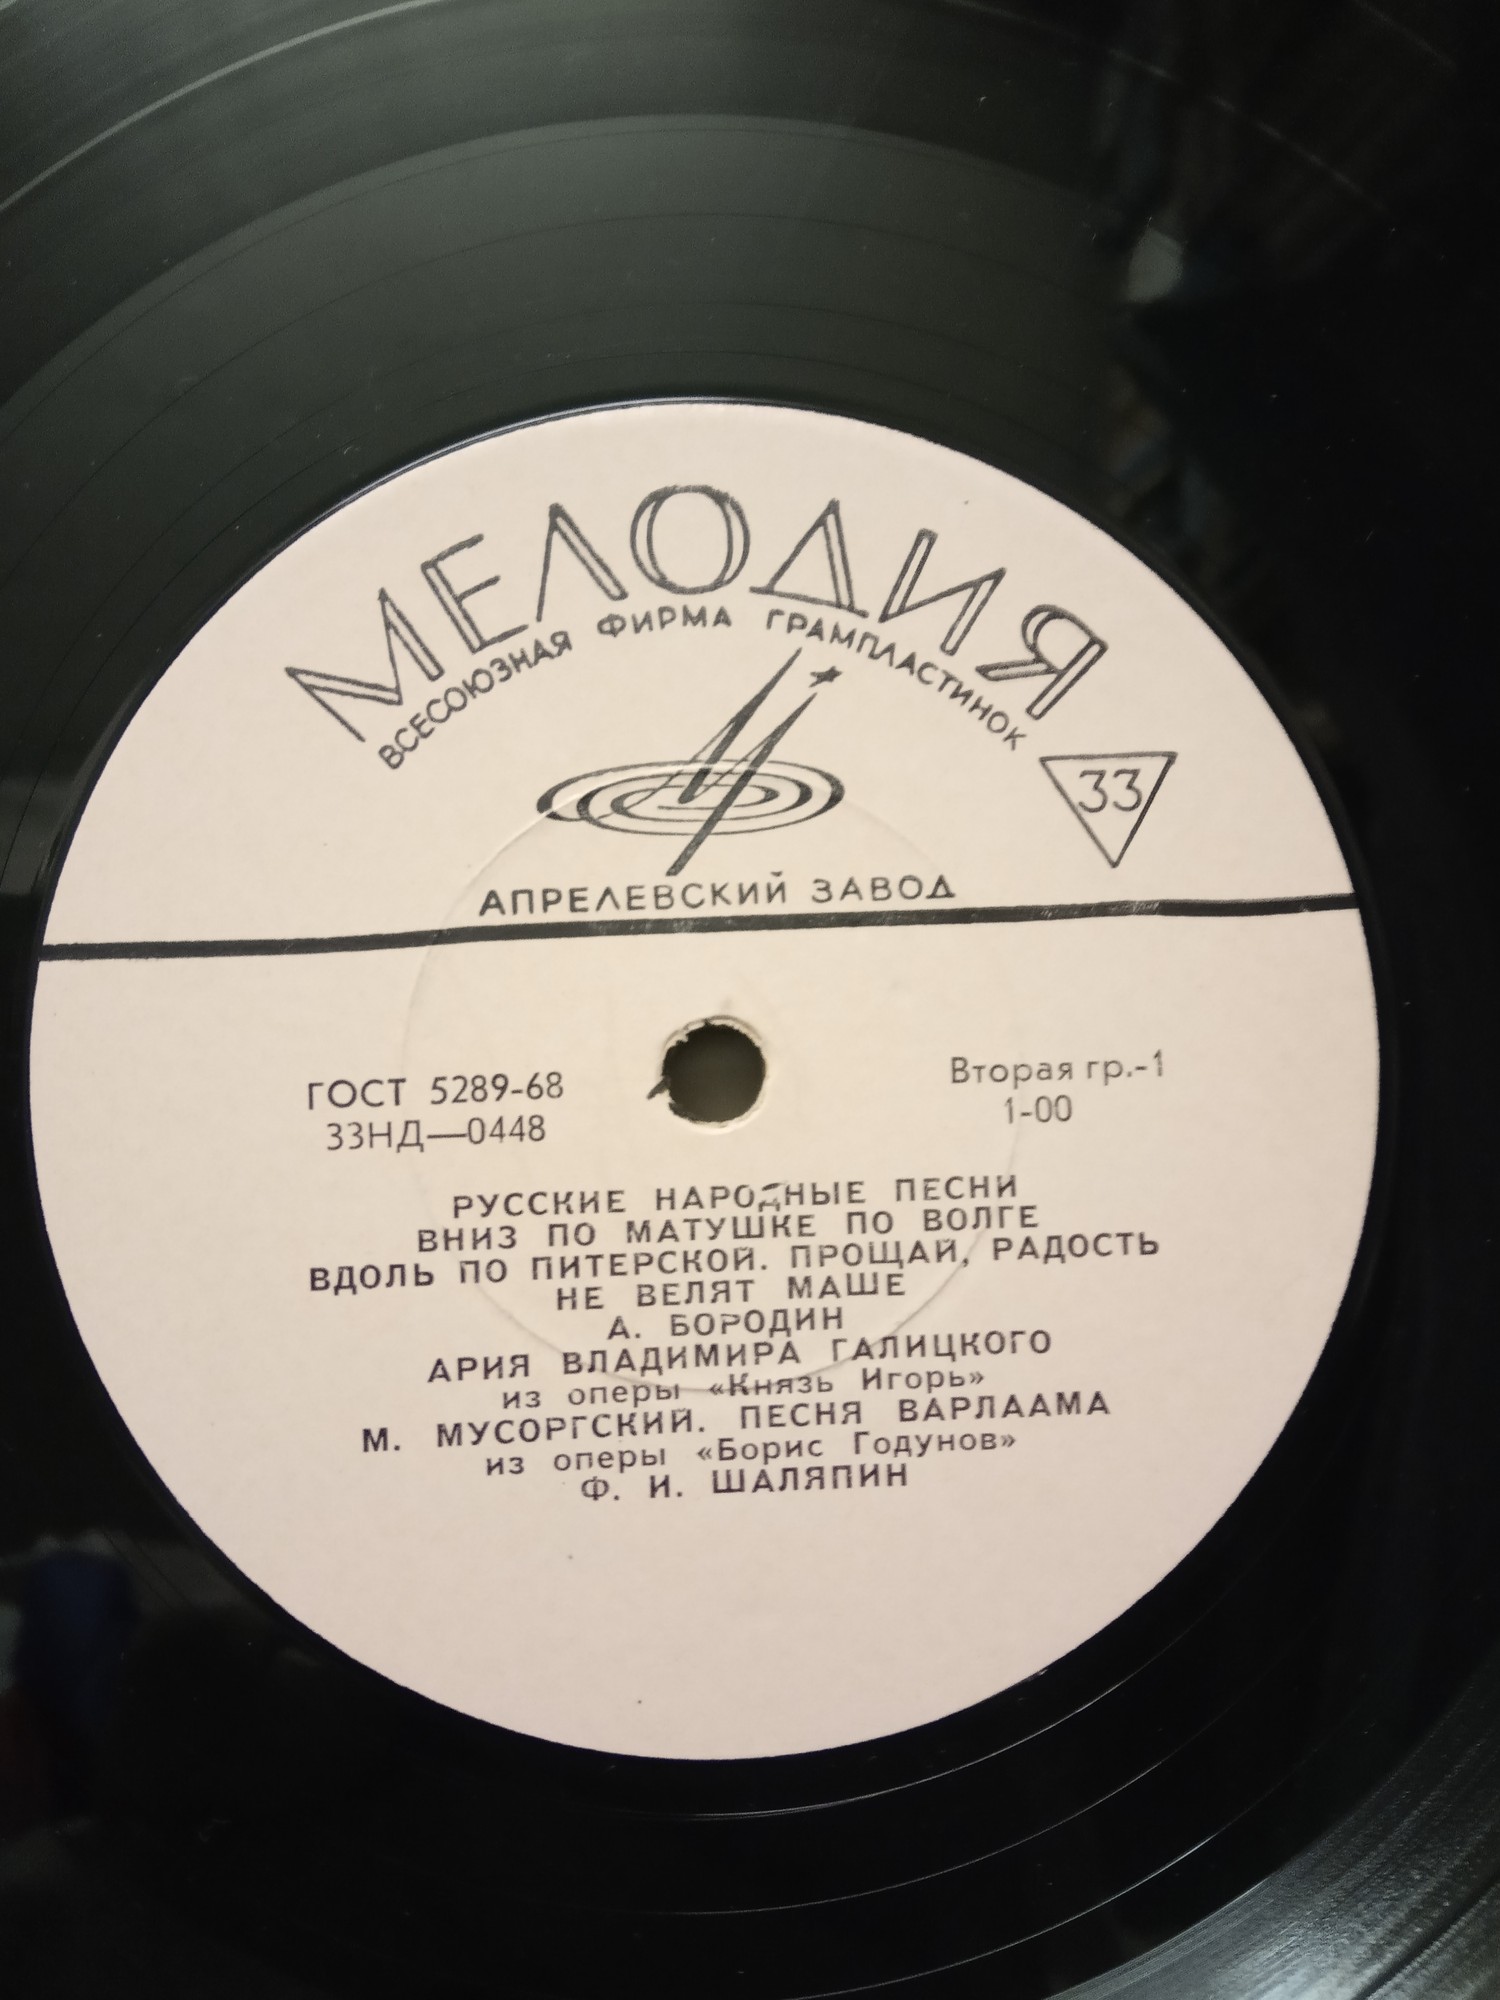 МЕЛОДИЯ
ВСЕСОЮЗНАЯ ФИРМА ГРАМПЛАСТИНОК
33
АПРЕЛЕВСКИЙ ЗАВОД
ГОСТ 5289-68
33НД—0448
Вторая гр.-1
1-00
РУССКИЕ НАРОДНЫЕ ПЕСНИ
ВНИЗ ПО МАТУШКЕ ПО ВОЛГЕ
ВДОЛЬ ПО ПИТЕРСКОЙ. ПРОЩАЙ, РАДОСТЬ
НЕ ВЕЛЯТ МАШЕ
А. БОРОДИН
АРИЯ ВЛАДИМИРА ГАЛИЦКОГО
из оперы «Князь Игорь»
М. МУСОРГСКИЙ. ПЕСНЯ ВАРЛААМА
из оперы «Борис Годунов»
Ф. И. ШАЛЯПИН